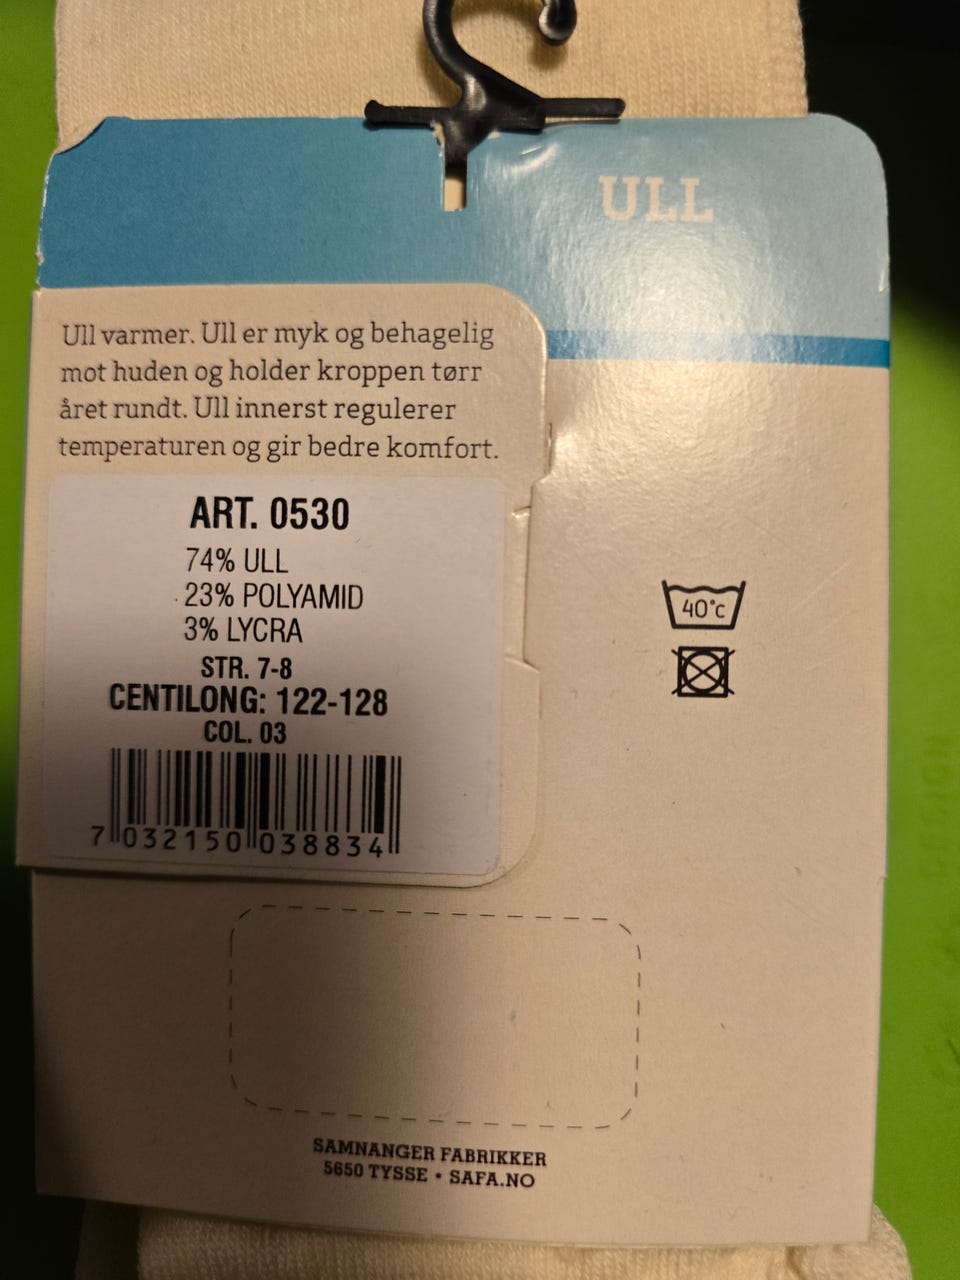 ULL
Ull varmer. Ull er myk og behagelig
mot huden og holder kroppen tørr
året rundt. Ull innerst regulerer
temperaturen og gir bedre komfort.
ART. 0530
74% ULL
23% POLYAMID
3% LYCRA
STR. 7-8
CENTILONG: 122-128
COL. 03
7 032150 038834
40°c
SAMNANGER FABRIKKER
5650 TYSSE • SAFA.NO